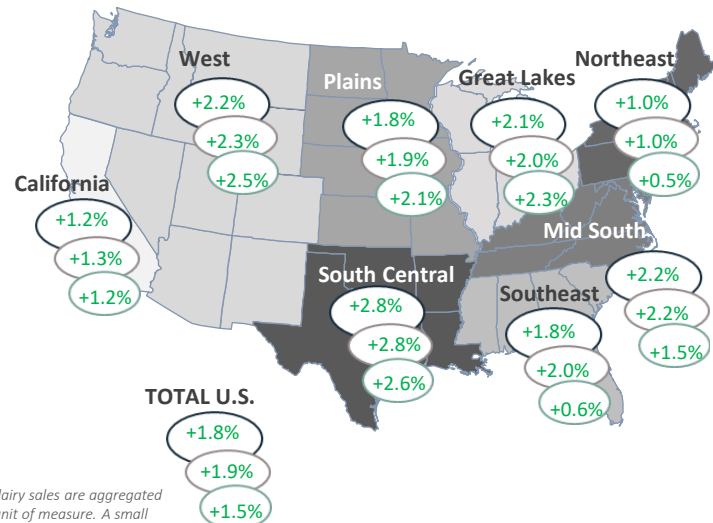 West
+2.2%
+2.3%
+2.5%
Plains
+1.8%
+1.9%
+2.1%
Great Lakes
+2.1%
+2.0%
+2.3%
Northeast
+1.0%
+1.0%
+0.5%
California
+1.2%
+1.3%
+1.2%
Mid South
+2.2%
+2.2%
+1.5%
South Central
+2.8%
+2.8%
+2.6%
Southeast
+1.8%
+2.0%
+0.6%
TOTAL U.S.
+1.8%
+1.9%
+1.5%
dairy sales are aggregated
unit of measure. A small